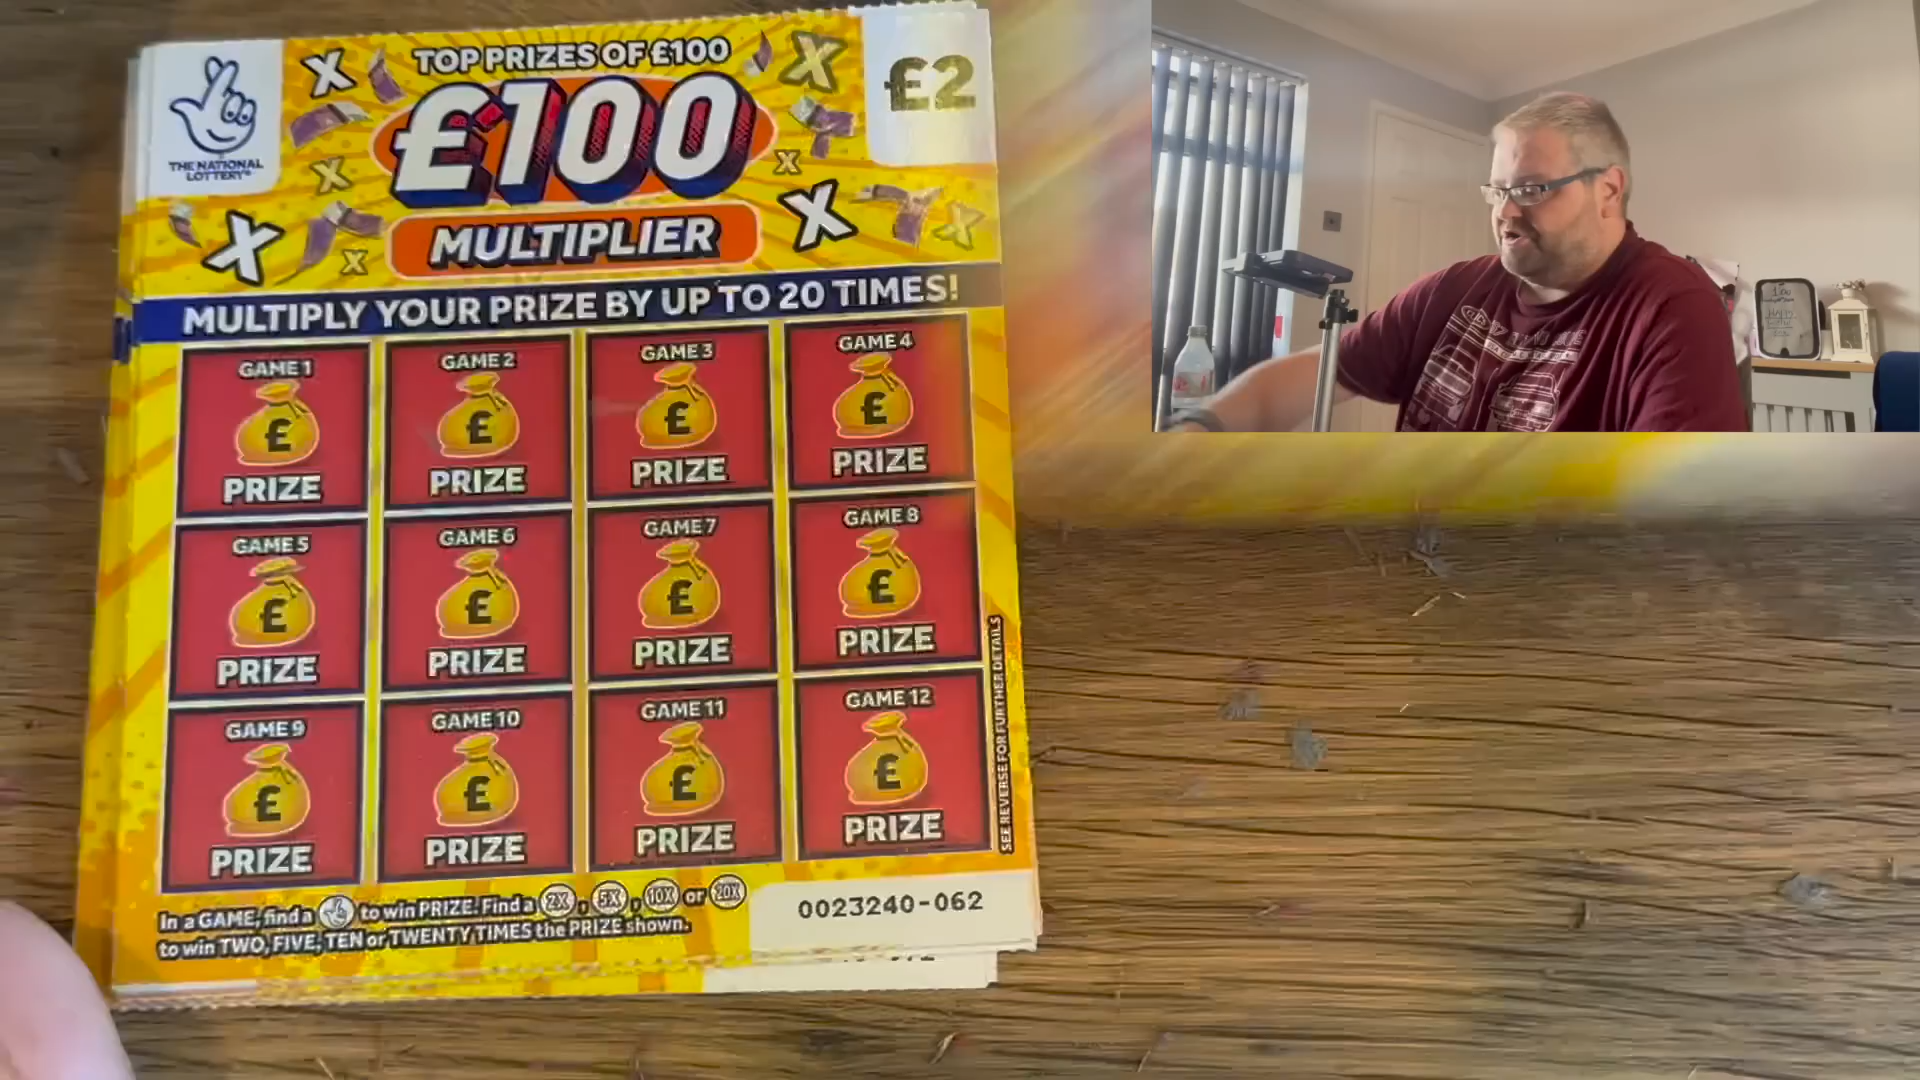 THE NATIONAL
LOTTERY®
TOP PRIZES OF £100
£100
MULTIPLIER
£2
MULTIPLY YOUR PRIZE BY UP TO 20 TIMES!
GAME 1
£
PRIZE
GAME 2
£
PRIZE
GAME 3
£
PRIZE
GAME 4
£
PRIZE
GAME 5
£
PRIZE
GAME 6
£
PRIZE
GAME 7
£
PRIZE
GAME 8
£
PRIZE
GAME 9
£
PRIZE
GAME 10
£
PRIZE
GAME 11
£
PRIZE
GAME 12
£
PRIZE
SEE REVERSE FOR FURTHER DETAILS
In a GAME, find a to win PRIZE. Find a 2X, 5X, 10X or 20X
to win TWO, FIVE, TEN or TWENTY TIMES the PRIZE shown.
0023240-062